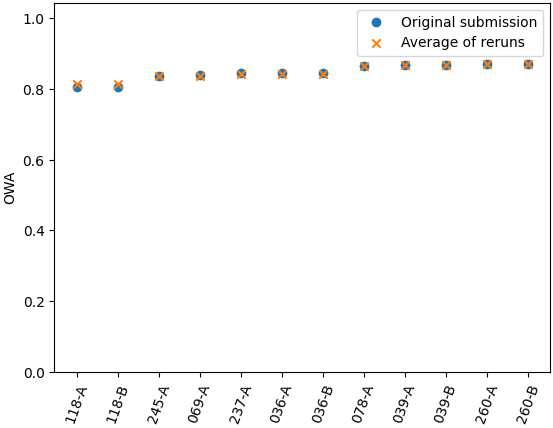 Original submission
Average of reruns
1.0
0.8
0.6
0.4
0.2
0.0
OWA
118-A
118-B
245-A
069-A
237-A
036-A
036-B
078-A
039-A
039-B
260-A
260-B